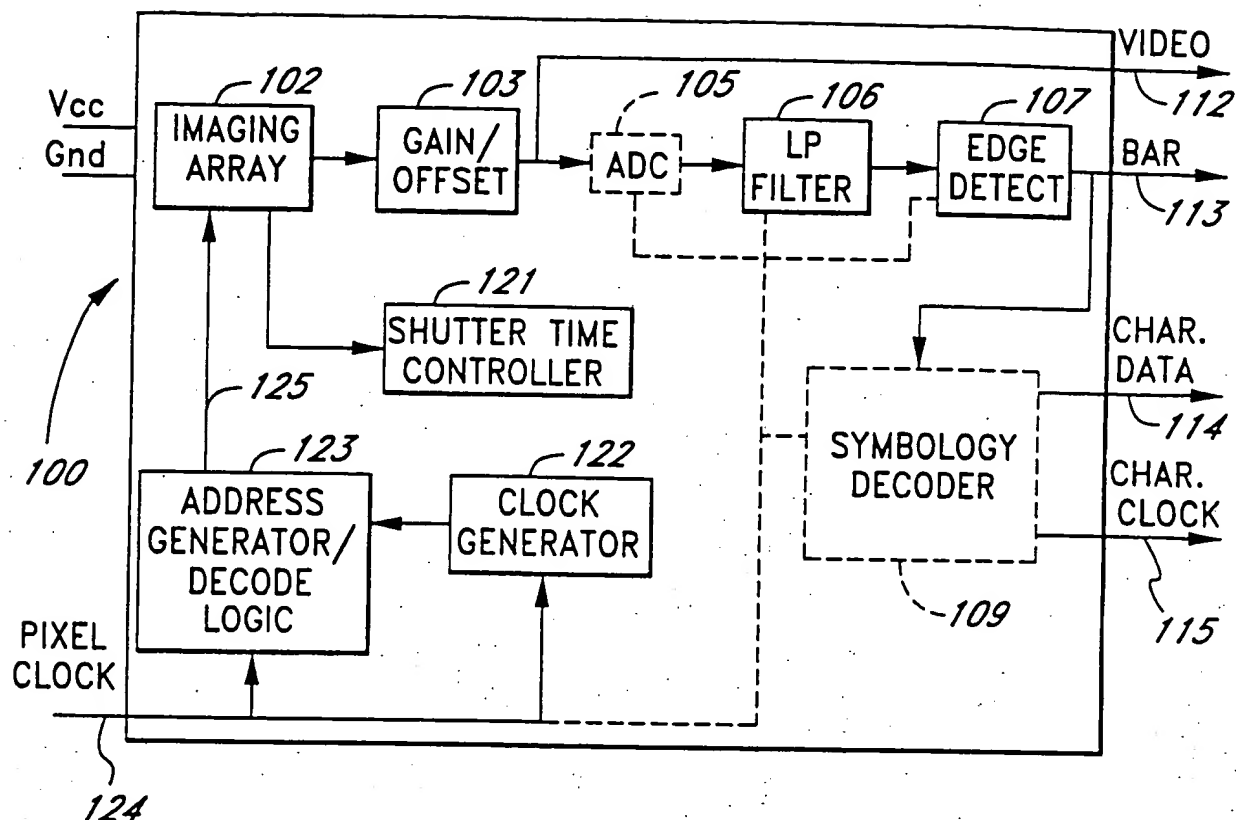 VIDEO
112
102
103
105
106
107
Vcc
Gnd
IMAGING
ARRAY
GAIN/
OFFSET
ADC
LP
FILTER
EDGE
DETECT
BAR
113
121
SHUTTER TIME
CONTROLLER
CHAR.
DATA
114
125
100
123
122
ADDRESS
GENERATOR/
DECODE
LOGIC
CLOCK
GENERATOR
SYMBOLOGY
DECODER
CHAR.
CLOCK
115
109
PIXEL
CLOCK
124